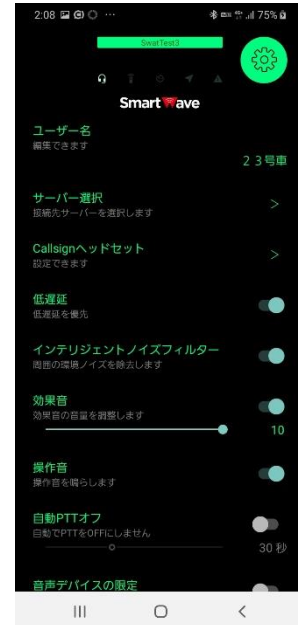 2:08
75%
SwatTest3
SmartWave
ユーザー名
編集できます
２３号車
サーバー選択
接続先サーバーを選択します
Callsignヘッドセット
設定できます
低遅延
低遅延を優先
インテリジェントノイズフィルター
周囲の環境ノイズを除去します
効果音
効果音の音量を調整します
10
操作音
操作音を鳴らします
自動PTTオフ
自動でPTTをOFFにしません
30 秒
音声デバイスの限定